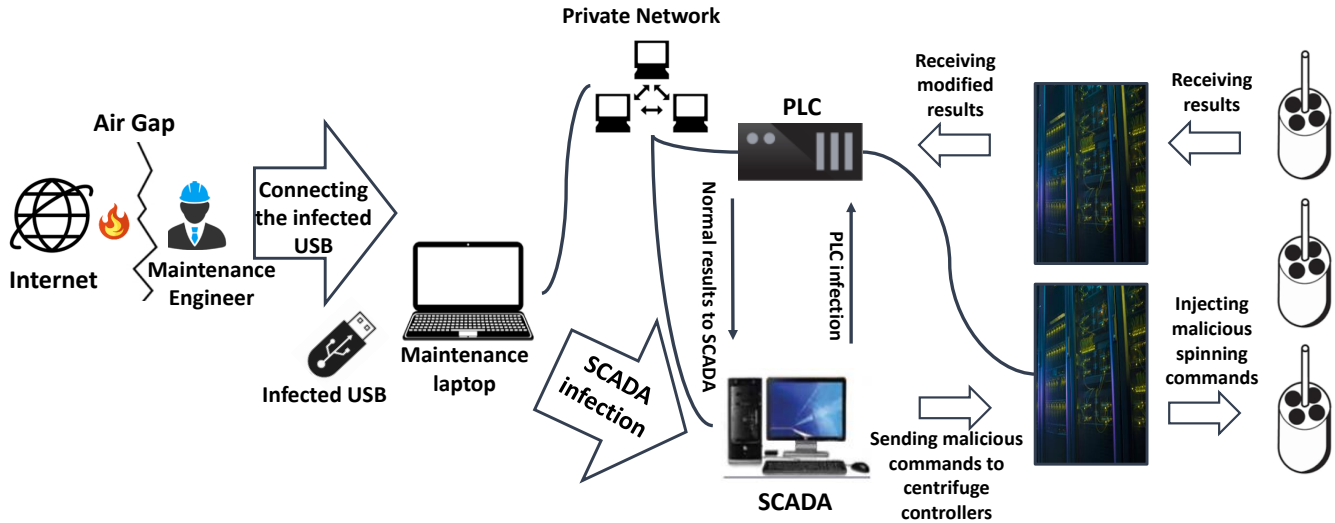 Private Network
Air Gap
Internet
Maintenance
Engineer
Connecting
the infected
USB
Infected USB
Maintenance
laptop
SCADA
infection
PLC
Normal results to SCADA
PLC infection
SCADA
Receiving
modified
results
Receiving
results
Sending malicious
commands to
centrifuge
controllers
Injecting
malicious
spinning
commands